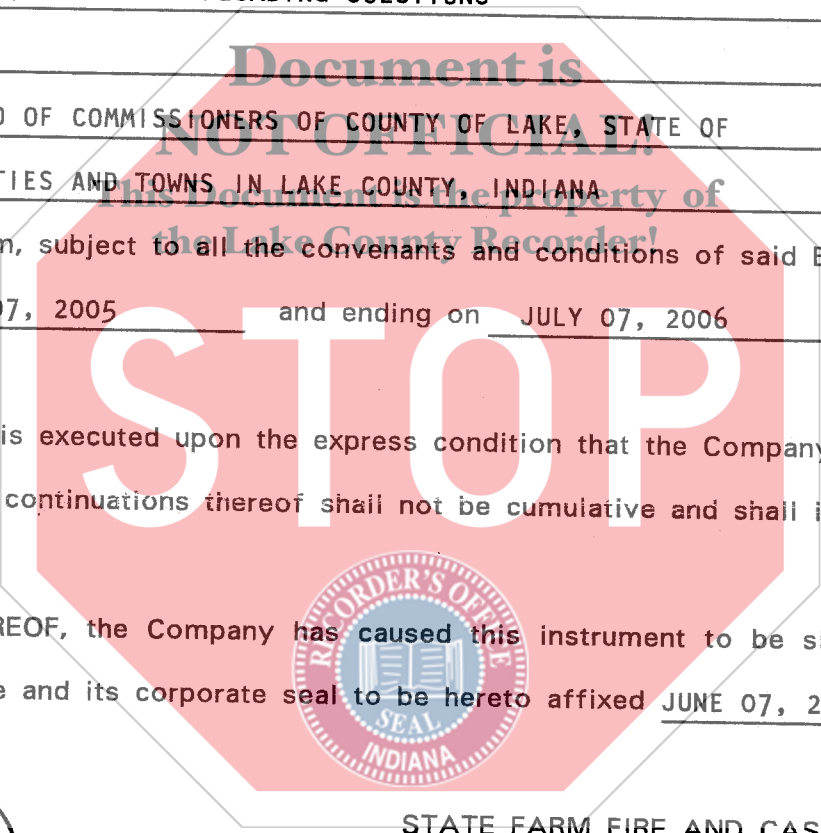 Document is
O OF COMMISSIONERS OF COUNTY OF LAKE, STATE OF
NOT OFFICIAL!
TIES AND TOWNS IN LAKE COUNTY, INDIANA
This Document is the property of
the Lake County Recorder!
m, subject to all the convenants and conditions of said B
07, 2005 and ending on JULY 07, 2006
STOP
is executed upon the express condition that the Company
continuations thereof shall not be cumulative and shall i
RECORDER'S OFFICE
REOF, the Company has caused this instrument to be si
e and its corporate seal to be hereto affixed JUNE 07, 2
SEAL
INDIANA
STATE FARM FIRE AND CAS